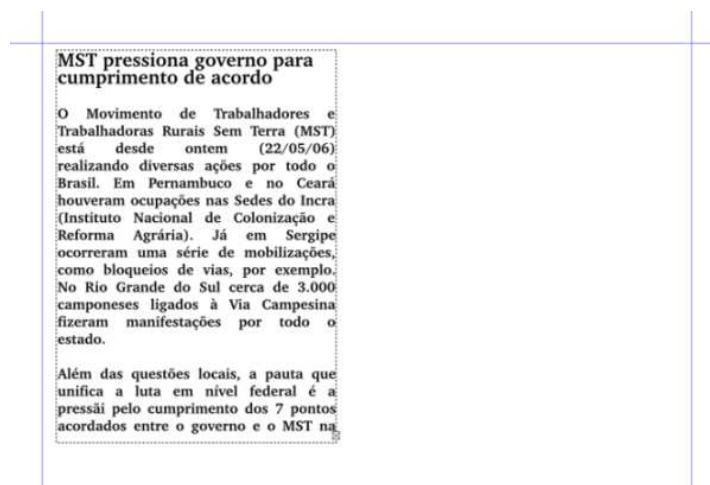 MST pressiona governo para
cumprimento de acordo
O Movimento de Trabalhadores e
Trabalhadoras Rurais Sem Terra (MST)
está desde ontem (22/05/06)
realizando diversas ações por todo o
Brasil. Em Pernambuco e no Ceará
houveram ocupações nas Sedes do Incra
(Instituto Nacional de Colonização e
Reforma Agrária). Já em Sergipe
ocorreram uma série de mobilizações,
como bloqueios de vias, por exemplo.
No Rio Grande do Sul cerca de 3.000
camponeses ligados à Via Campesina
fizeram manifestações por todo o
estado.
Além das questões locais, a pauta que
unifica a luta em nível federal é a
pressãi pelo cumprimento dos 7 pontos
acordados entre o governo e o MST na